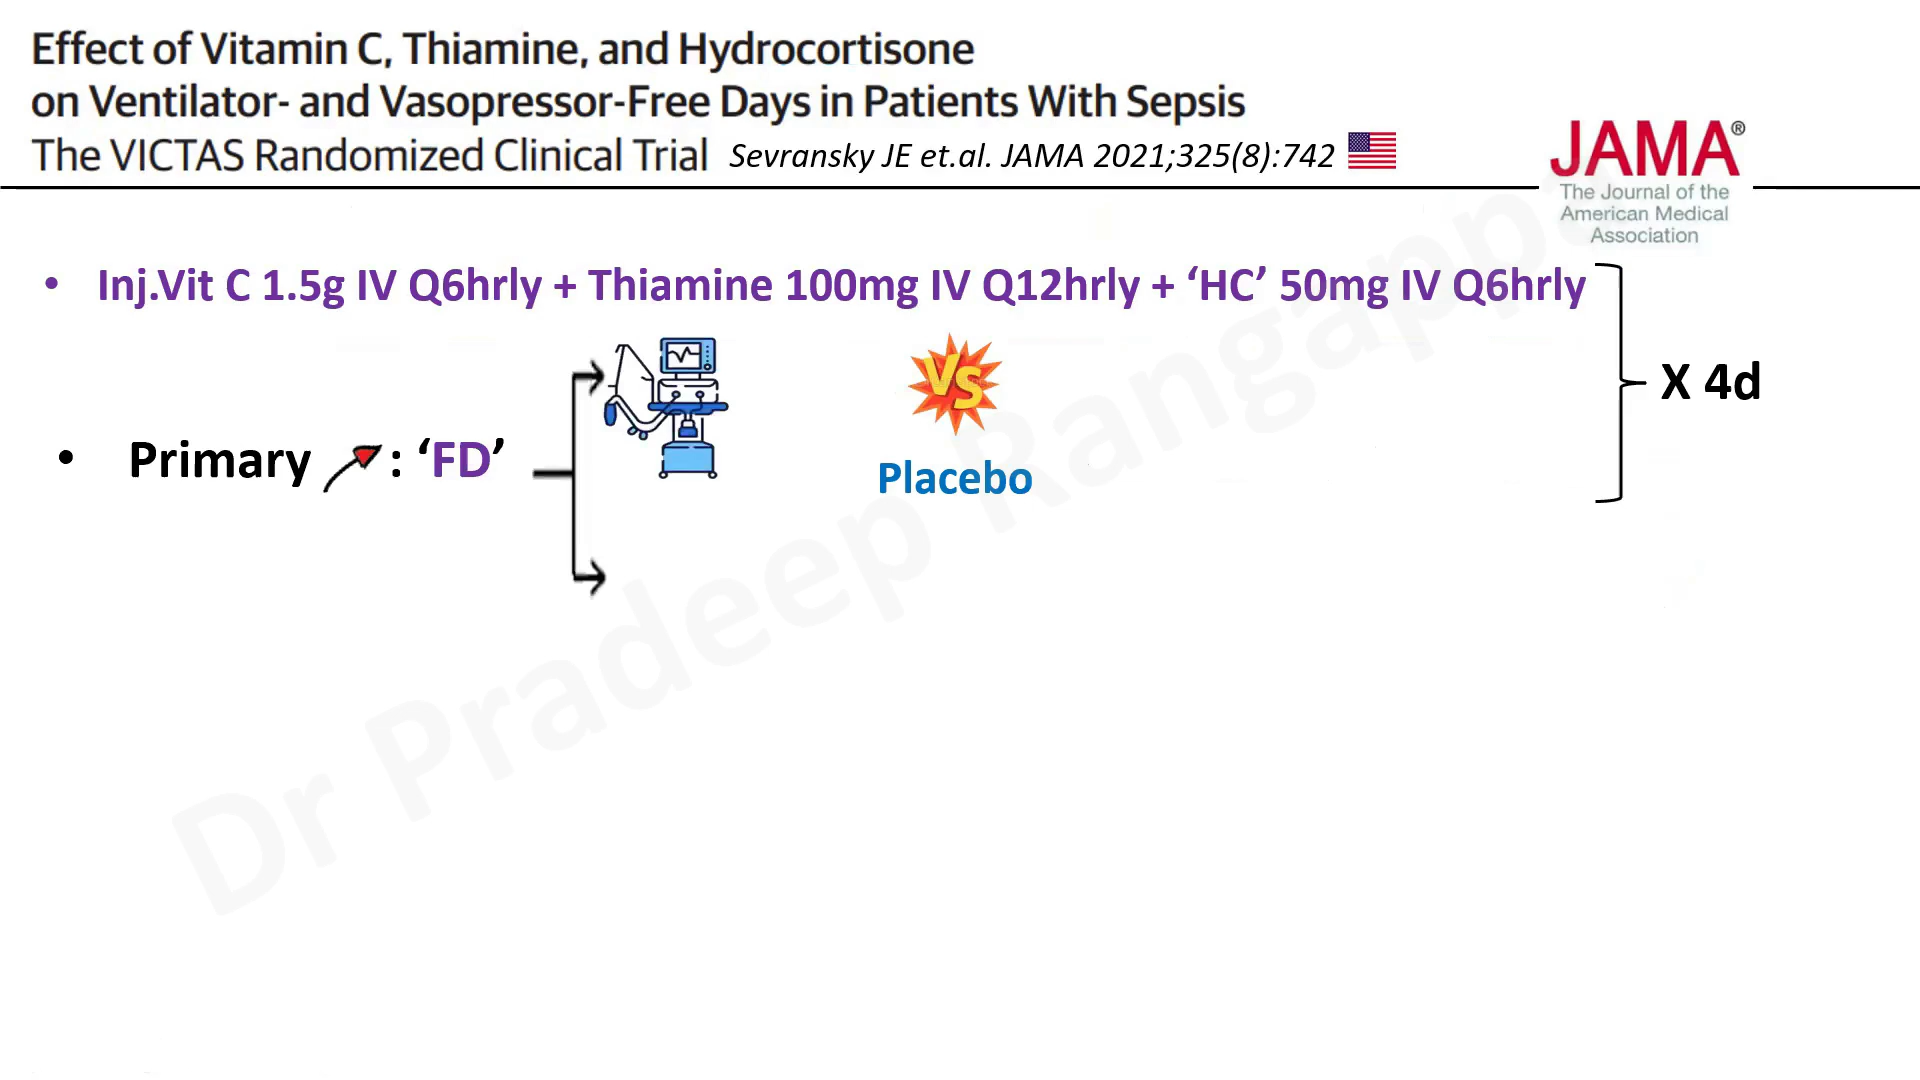 Effect of Vitamin C, Thiamine, and Hydrocortisone
on Ventilator- and Vasopressor-Free Days in Patients With Sepsis
The VICTAS Randomized Clinical Trial Sevransky JE et.al. JAMA 2021;325(8):742
JAMA®
The Journal of the
American Medical
Association
• Inj.Vit C 1.5g IV Q6hrly + Thiamine 100mg IV Q12hrly + ‘HC’ 50mg IV Q6hrly
VS
X 4d
• Primary : ‘FD’
Placebo
Dr Pradeep Rangappa